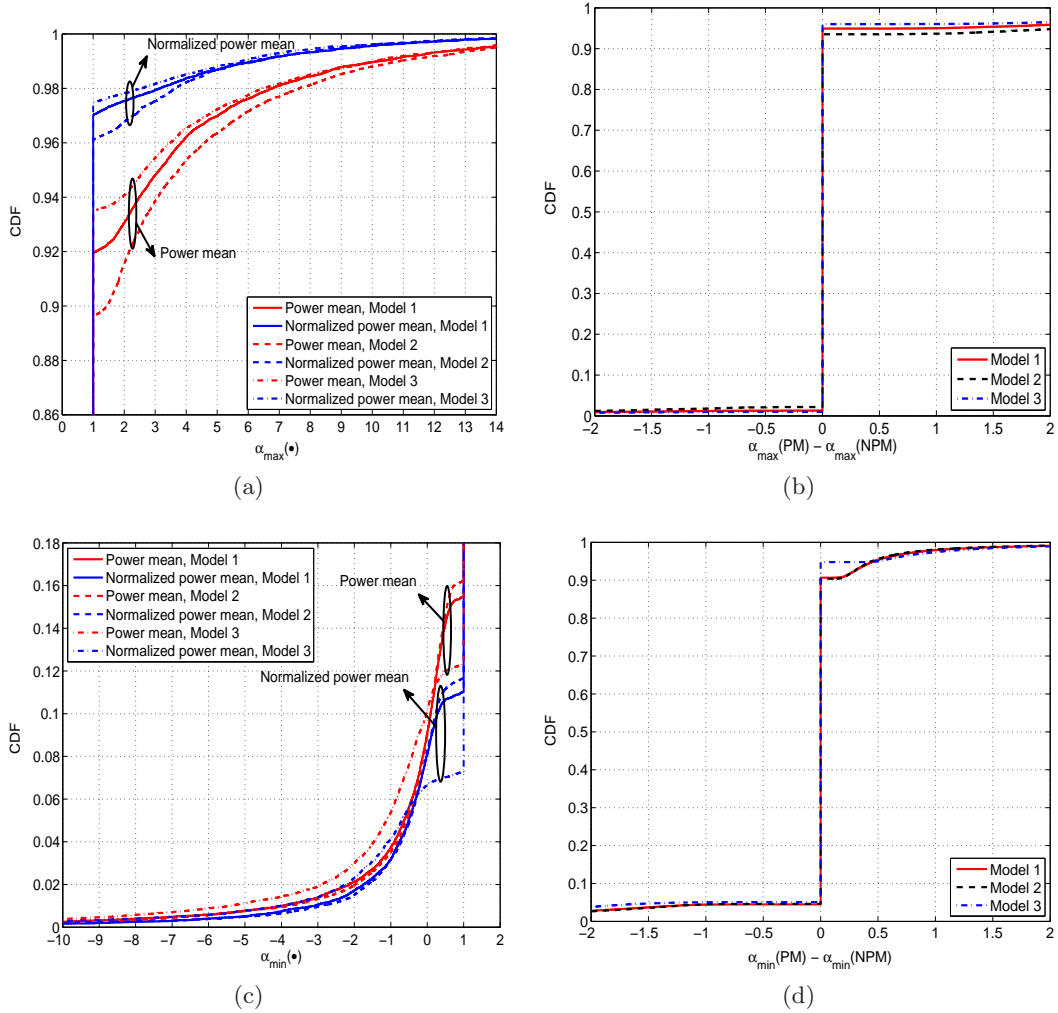 1
0.98
0.96
0.94
0.92
0.9
0.88
0.86
CDF
0 1 2 3 4 5 6 7 8 9 10 11 12 13 14
α_max(•)
Normalized power mean
Power mean
Power mean, Model 1
Normalized power mean, Model 1
Power mean, Model 2
Normalized power mean, Model 2
Power mean, Model 3
Normalized power mean, Model 3
(a)
1
0.9
0.8
0.7
0.6
0.5
0.4
0.3
0.2
0.1
0
CDF
−2 −1.5 −1 −0.5 0 0.5 1 1.5 2
α_max(PM) − α_max(NPM)
Model 1
Model 2
Model 3
(b)
0.18
0.16
0.14
0.12
0.1
0.08
0.06
0.04
0.02
0
CDF
−10 −9 −8 −7 −6 −5 −4 −3 −2 −1 0 1 2
α_min(•)
Power mean, Model 1
Normalized power mean, Model 1
Power mean, Model 2
Normalized power mean, Model 2
Power mean, Model 3
Normalized power mean, Model 3
Power mean
Normalized power mean
(c)
1
0.9
0.8
0.7
0.6
0.5
0.4
0.3
0.2
0.1
0
CDF
−2 −1.5 −1 −0.5 0 0.5 1 1.5 2
α_min(PM) − α_min(NPM)
Model 1
Model 2
Model 3
(d)